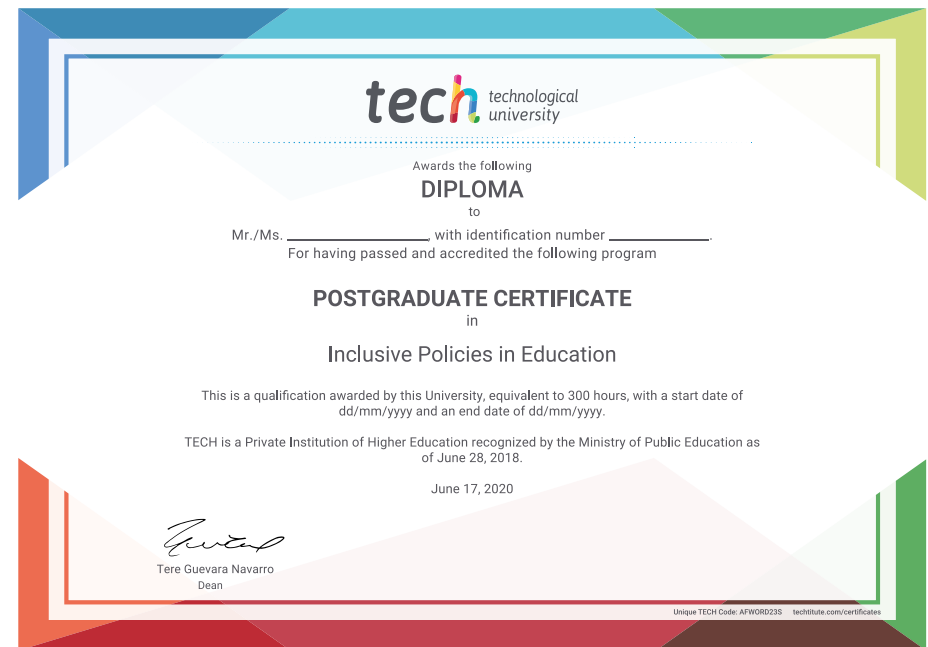 tech technological
university
Awards the following
DIPLOMA
to
Mr./Ms. ____________________, with identification number ______________.
For having passed and accredited the following program
POSTGRADUATE CERTIFICATE
in
Inclusive Policies in Education
This is a qualification awarded by this University, equivalent to 300 hours, with a start date of
dd/mm/yyyy and an end date of dd/mm/yyyy.
TECH is a Private Institution of Higher Education recognized by the Ministry of Public Education as
of June 28, 2018.
June 17, 2020
Tere Guevara Navarro
Dean
Unique TECH Code: AFWORD23S techtitute.com/certificates